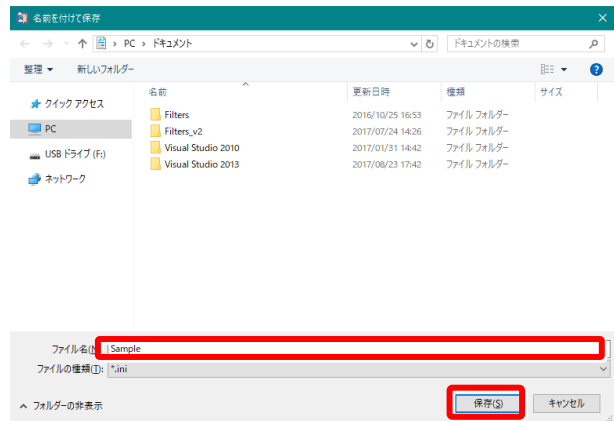 名前を付けて保存
PC › ドキュメント
ドキュメントの検索
整理 新しいフォルダー
名前 更新日時 種類 サイズ
クイック アクセス
PC
USB ドライブ (F:)
ネットワーク
Filters 2016/10/25 16:53 ファイル フォルダー
Filters_v2 2017/07/24 14:26 ファイル フォルダー
Visual Studio 2010 2017/01/31 14:42 ファイル フォルダー
Visual Studio 2013 2017/08/23 17:42 ファイル フォルダー
ファイル名(N Sample
ファイルの種類(T): *.ini
フォルダーの非表示
保存(S) キャンセル